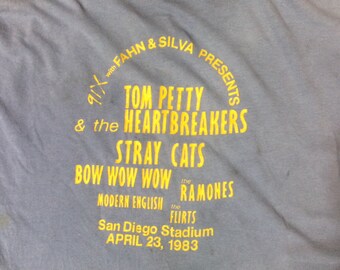 91X and FAHN & SILVA PRESENTS
TOM PETTY
& the HEARTBREAKERS
STRAY CATS
BOW WOW WOW the RAMONES
MODERN ENGLISH the FLIRTS
San Diego Stadium
APRIL 23, 1983